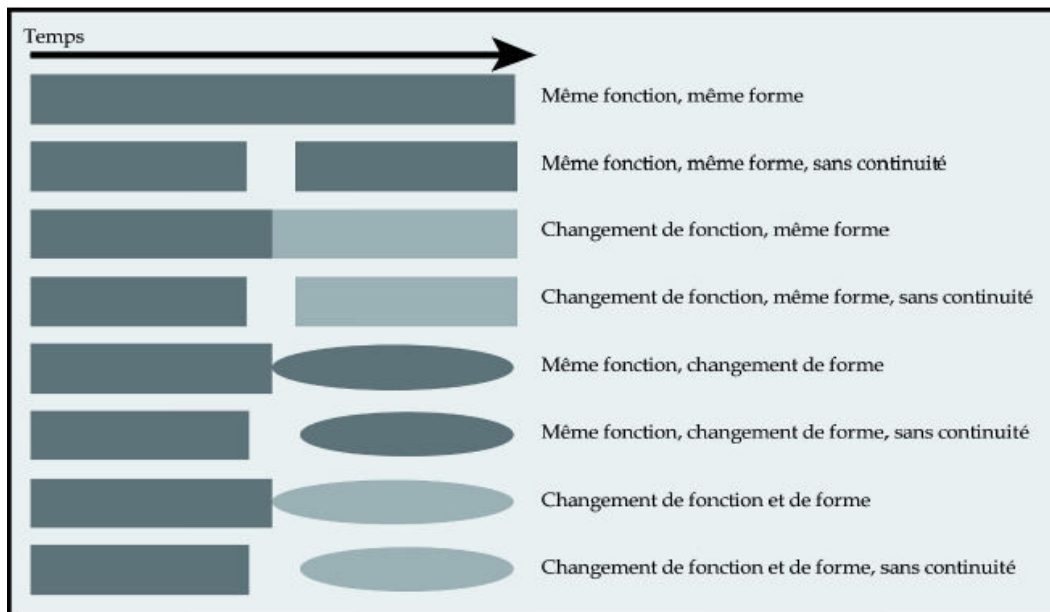 Temps
Même fonction, même forme
Même fonction, même forme, sans continuité
Changement de fonction, même forme
Changement de fonction, même forme, sans continuité
Même fonction, changement de forme
Même fonction, changement de forme, sans continuité
Changement de fonction et de forme
Changement de fonction et de forme, sans continuité